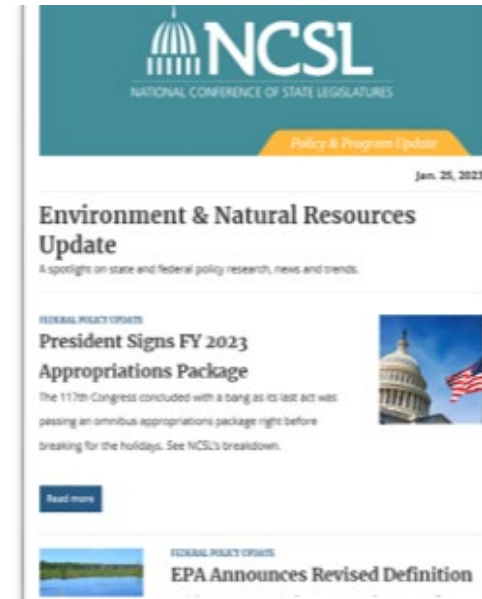 NCSL
NATIONAL CONFERENCE OF STATE LEGISLATURES
Policy & Program Update
Jan. 25, 2023
Environment & Natural Resources
Update
A spotlight on state and federal policy research, news and trends.
FEDERAL POLICY UPDATE
President Signs FY 2023
Appropriations Package
The 117th Congress concluded with a bang as its last act was
passing an omnibus appropriations package right before
breaking for the holidays. See NCSL's breakdown.
Read more
FEDERAL POLICY UPDATE
EPA Announces Revised Definition